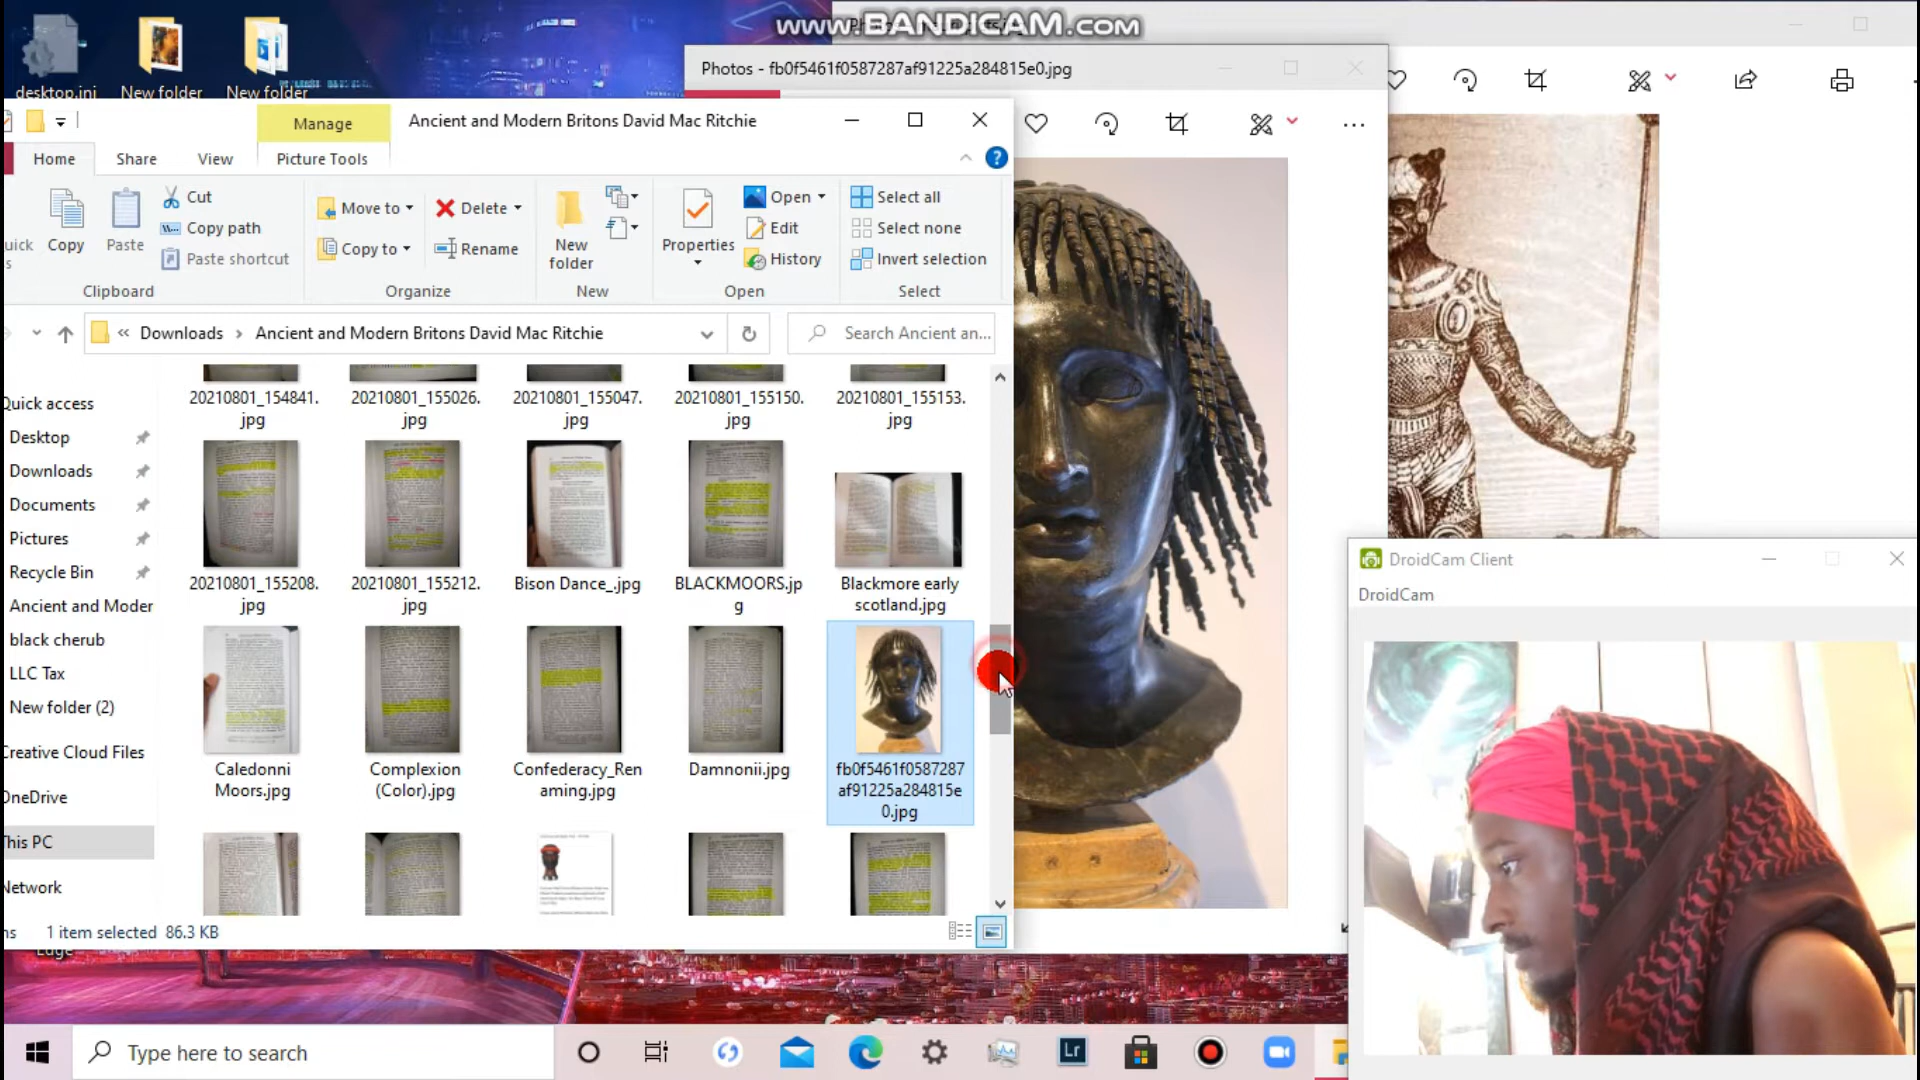 www.BANDICAM.com
desktop.ini
New folder
New folder
Photos - fb0f5461f0587287af91225a284815e0.jpg
Manage
Ancient and Modern Britons David Mac Ritchie
Home
Share
View
Picture Tools
Copy
Paste
Cut
Copy path
Paste shortcut
Move to
Copy to
Delete
Rename
New
folder
Properties
Open
Edit
History
Select all
Select none
Invert selection
Clipboard
Organize
New
Open
Select
« Downloads › Ancient and Modern Britons David Mac Ritchie
Search Ancient an...
Quick access
Desktop
Downloads
Documents
Pictures
Recycle Bin
Ancient and Moder
black cherub
LLC Tax
New folder (2)
Creative Cloud Files
OneDrive
This PC
Network
20210801_154841.
jpg
20210801_155026.
jpg
20210801_155047.
jpg
20210801_155150.
jpg
20210801_155153.
jpg
20210801_155208.
jpg
20210801_155212.
jpg
Bison Dance_.jpg
BLACKMOORS.jp
g
Blackmore early
scotland.jpg
Caledonni
Moors.jpg
Complexion
(Color).jpg
Confederacy_Ren
aming.jpg
Damnonii.jpg
fb0f5461f0587287
af91225a284815e
0.jpg
1 item selected 86.3 KB
Edge
DroidCam Client
DroidCam
Type here to search
Lr